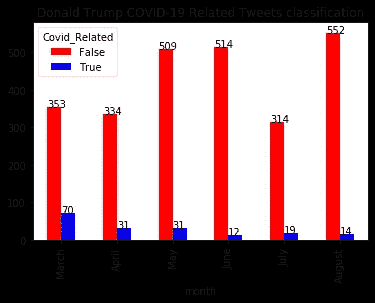 Donald Trump COVID-19 Related Tweets classification
Covid_Related
False
True
500
400
300
200
100
0
353
70
334
31
509
31
514
12
314
19
552
14
March
April
May
June
July
August
month